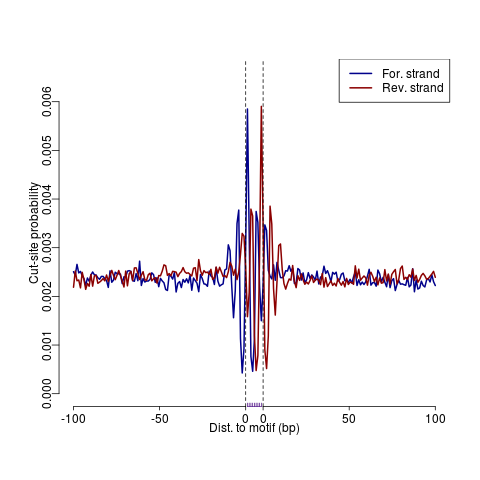 For. strand
Rev. strand
Cut-site probability
0.006
0.005
0.004
0.003
0.002
0.001
0.000
-100 -50 0 0 50 100
Dist. to motif (bp)